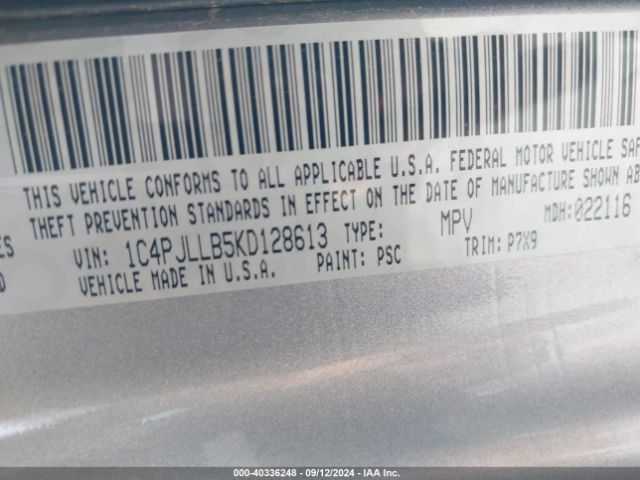 THIS VEHICLE CONFORMS TO ALL APPLICABLE U.S.A. FEDERAL MOTOR VEHICLE
THEFT PREVENTION STANDARDS IN EFFECT ON THE DATE OF MANUFACTURE SHOWN
VIN: 1C4PJLLB5KD128613 TYPE: MPV MDH:022116
VEHICLE MADE IN U.S.A. PAINT: PSC TRIM: P7X9
000-40336248 - 09/12/2024 - IAA Inc.